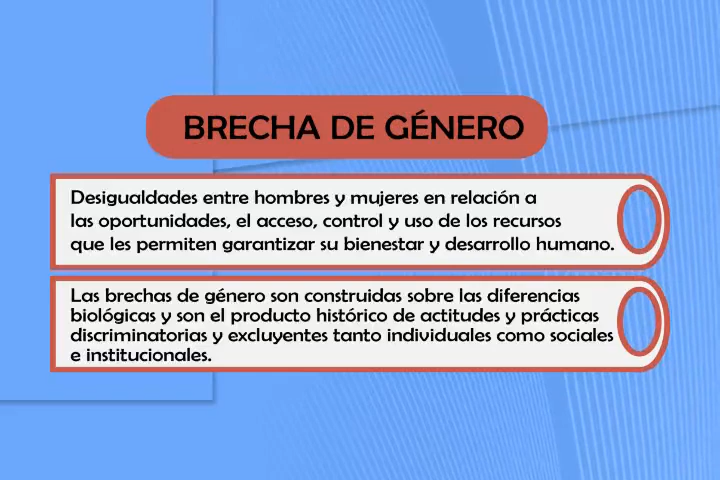 BRECHA DE GÉNERO
Desigualdades entre hombres y mujeres en relación a
las oportunidades, el acceso, control y uso de los recursos
que les permiten garantizar su bienestar y desarrollo humano.
Las brechas de género son construidas sobre las diferencias
biológicas y son el producto histórico de actitudes y prácticas
discriminatorias y excluyentes tanto individuales como sociales
e institucionales.